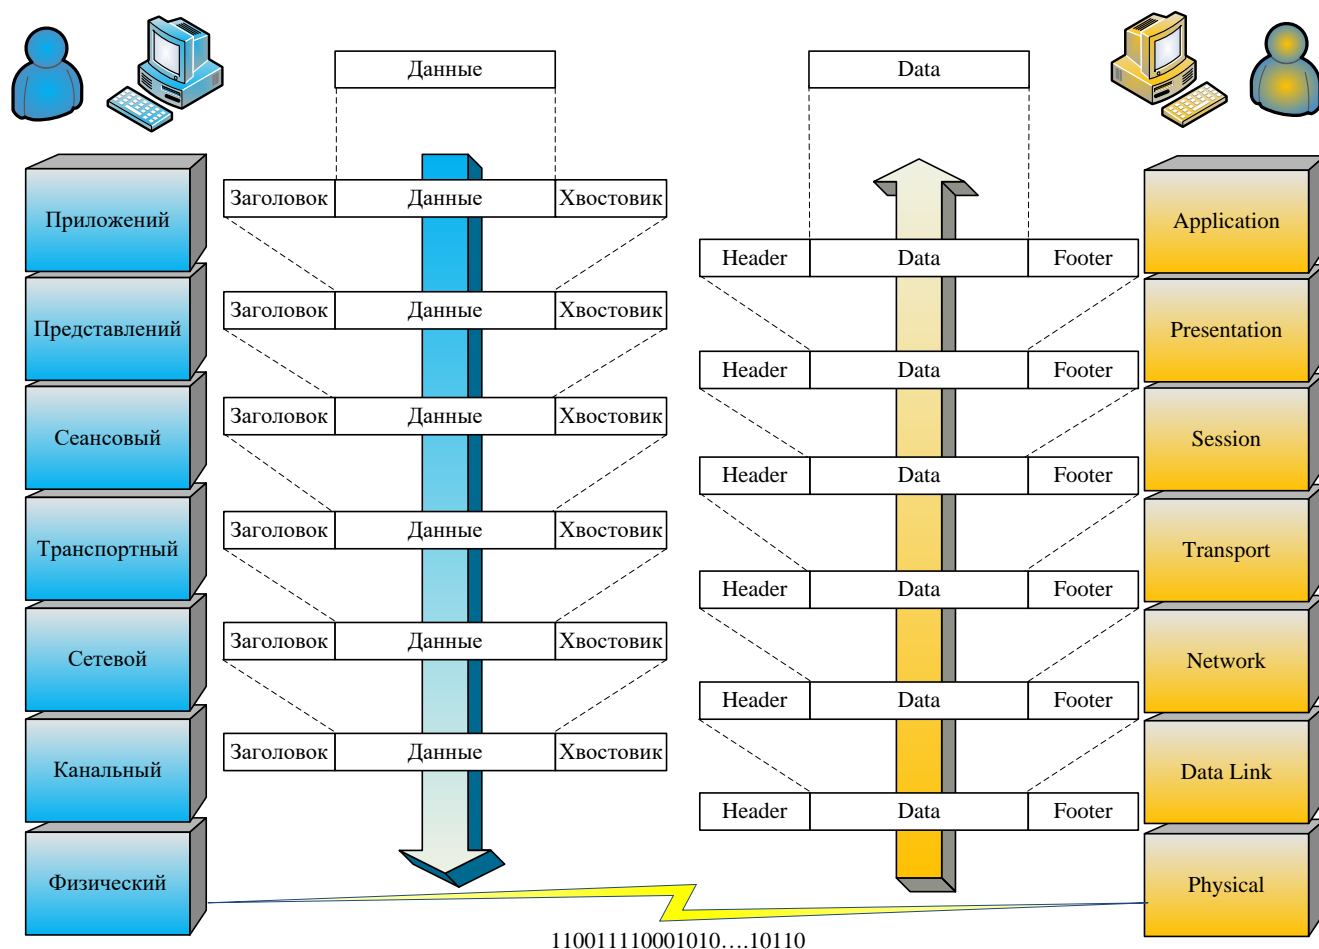 Данные
Data
Приложений
Заголовок Данные Хвостовик
Application
Header Data Footer
Представлений
Заголовок Данные Хвостовик
Presentation
Header Data Footer
Сеансовый
Заголовок Данные Хвостовик
Session
Header Data Footer
Транспортный
Заголовок Данные Хвостовик
Transport
Header Data Footer
Сетевой
Заголовок Данные Хвостовик
Network
Header Data Footer
Канальный
Заголовок Данные Хвостовик
Data Link
Header Data Footer
Физический
Physical
110011110001010….10110